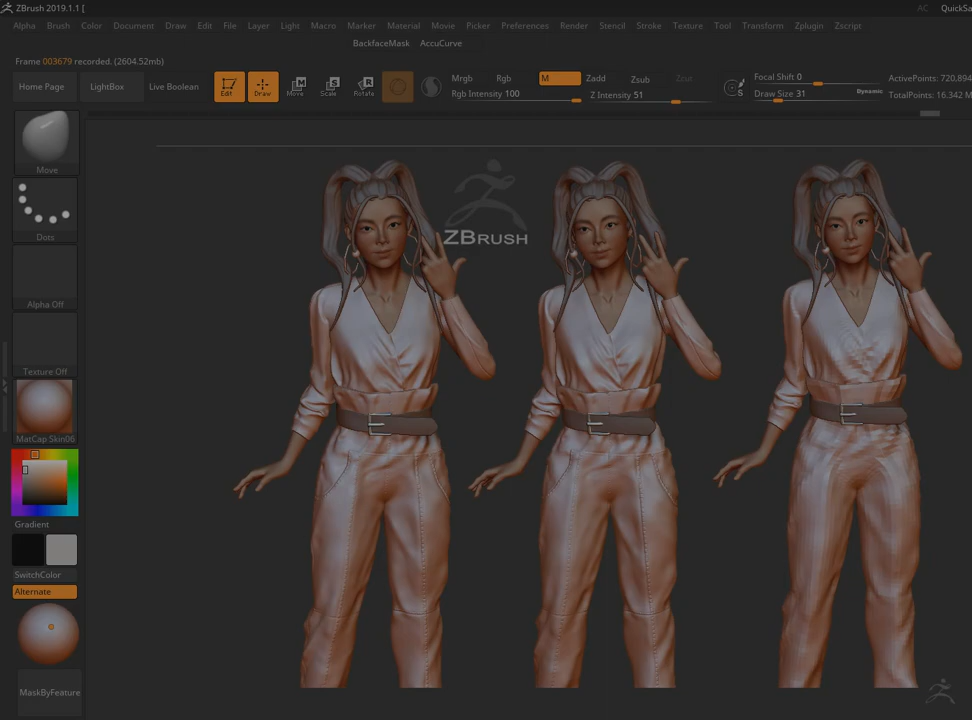 ZBrush 2019.1.1 [
AC QuickSa
Alpha Brush Color Document Draw Edit File Layer Light Macro Marker Material Movie Picker Preferences Render Stencil Stroke Texture Tool Transform Zplugin Zscript
BackfaceMask AccuCurve
Frame 003679 recorded. (2604.52mb)
Home Page LightBox Live Boolean
Edit Draw Move Scale Rotate
M S R
Mrgb Rgb M Zadd Zsub Zcut
Rgb Intensity 100 Z Intensity 51
S
Focal Shift 0
Draw Size 31 Dynamic
ActivePoints: 720,894
TotalPoints: 16.342 M
Move
Dots
Alpha Off
Texture Off
MatCap Skin06
Gradient
SwitchColor
Alternate
MaskByFeature
ZBRUSH